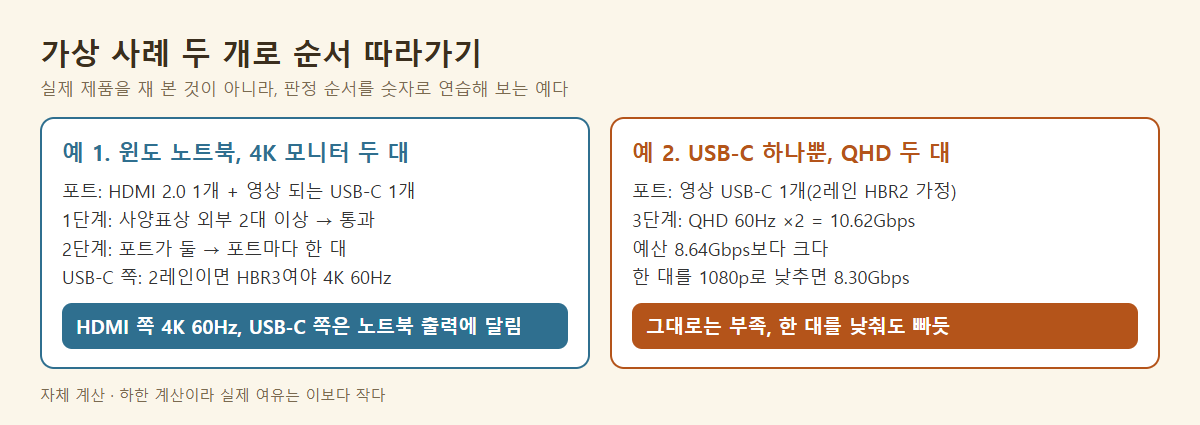 가상 사례 두 개로 순서 따라가기
실제 제품을 재 본 것이 아니라, 판정 순서를 숫자로 연습해 보는 예다
예 1. 윈도 노트북, 4K 모니터 두 대
포트: HDMI 2.0 1개 + 영상 되는 USB-C 1개
1단계: 사양표상 외부 2대 이상 → 통과
2단계: 포트가 둘 → 포트마다 한 대
USB-C 쪽: 2레인이면 HBR3여야 4K 60Hz
HDMI 쪽 4K 60Hz, USB-C 쪽은 노트북 출력에 달림
예 2. USB-C 하나뿐, QHD 두 대
포트: 영상 USB-C 1개(2레인 HBR2 가정)
3단계: QHD 60Hz ×2 = 10.62Gbps
예산 8.64Gbps보다 크다
한 대를 1080p로 낮추면 8.30Gbps
그대로는 부족, 한 대를 낮춰도 빠듯
자체 계산 · 하한 계산이라 실제 여유는 이보다 작다